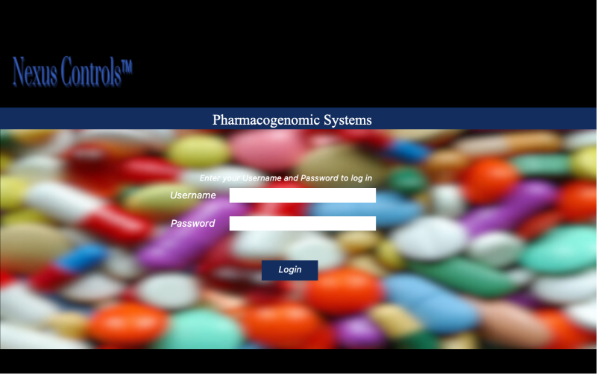 Nexus Controls™
Pharmacogenomic Systems
Enter your Username and Password to log in
Username
Password
Login